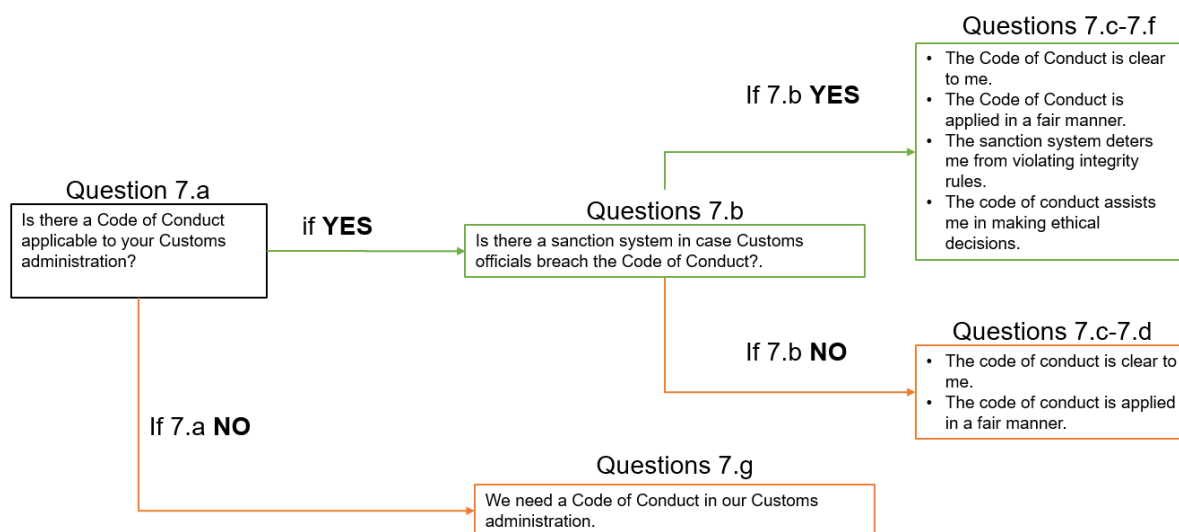 Questions 7.c-7.f
• The Code of Conduct is clear
to me.
• The Code of Conduct is
applied in a fair manner.
• The sanction system deters
me from violating integrity
rules.
• The code of conduct assists
me in making ethical
decisions.
If 7.b YES
Question 7.a
Is there a Code of Conduct
applicable to your Customs
administration?
if YES
Questions 7.b
Is there a sanction system in case Customs
officials breach the Code of Conduct?.
If 7.b NO
Questions 7.c-7.d
• The code of conduct is clear to
me.
• The code of conduct is applied
in a fair manner.
If 7.a NO
Questions 7.g
We need a Code of Conduct in our Customs
administration.